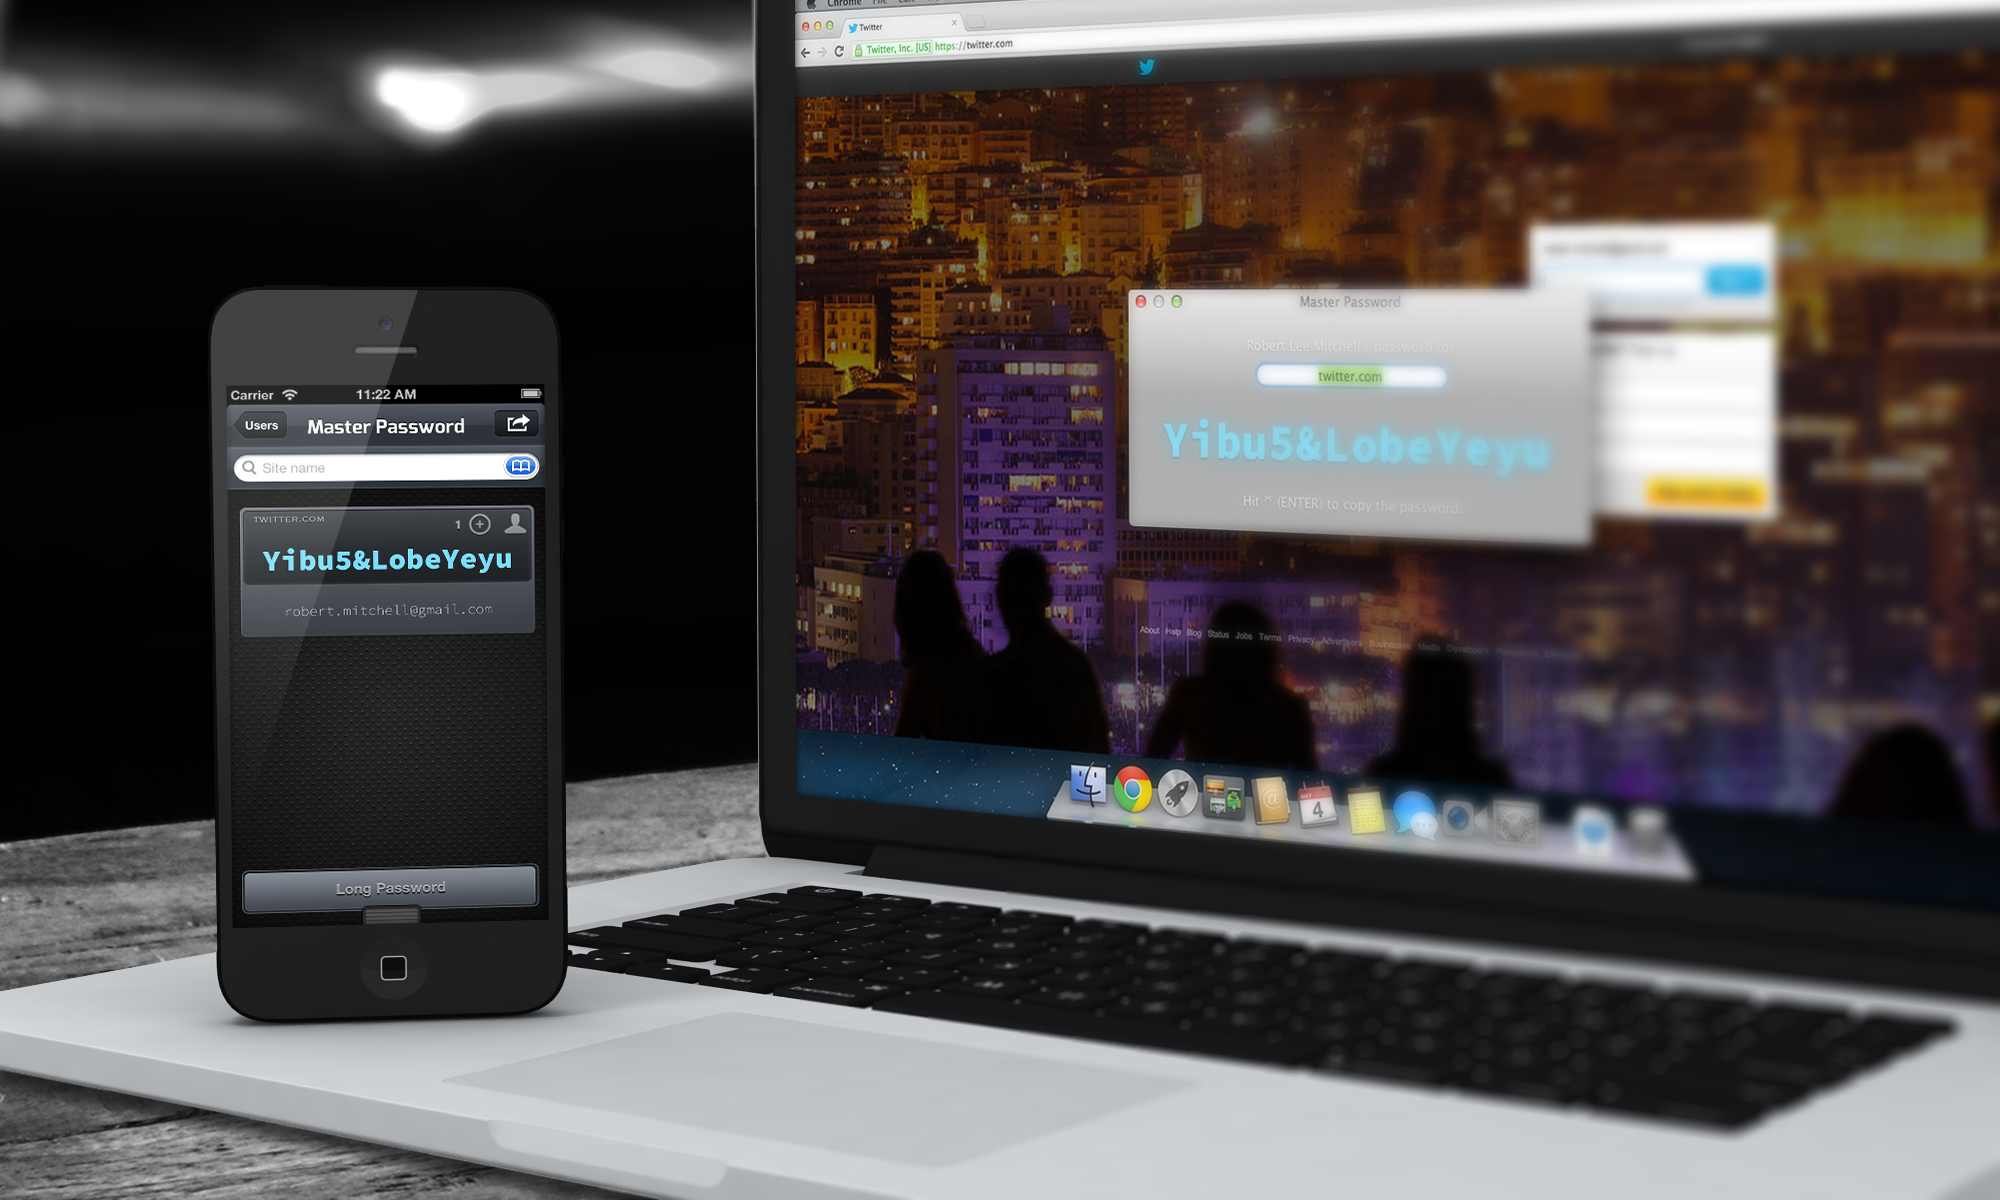 Carrier 11:22 AM
Users Master Password
Site name
TWITTER.COM 1
Yibu5&LobeYeyu
robert.mitchell@gmail.com
Long Password
Chrome File
Twitter
Twitter, Inc. [US] https://twitter.com
Master Password
Robert Lee Mitchell's password for:
twitter.com
Yibu5&LobeYeyu
Hit ⌤ (ENTER) to copy the password.
About Help Blog Status Jobs Terms Privacy Advertisers Businesses Media Developers Resources
MAY
4